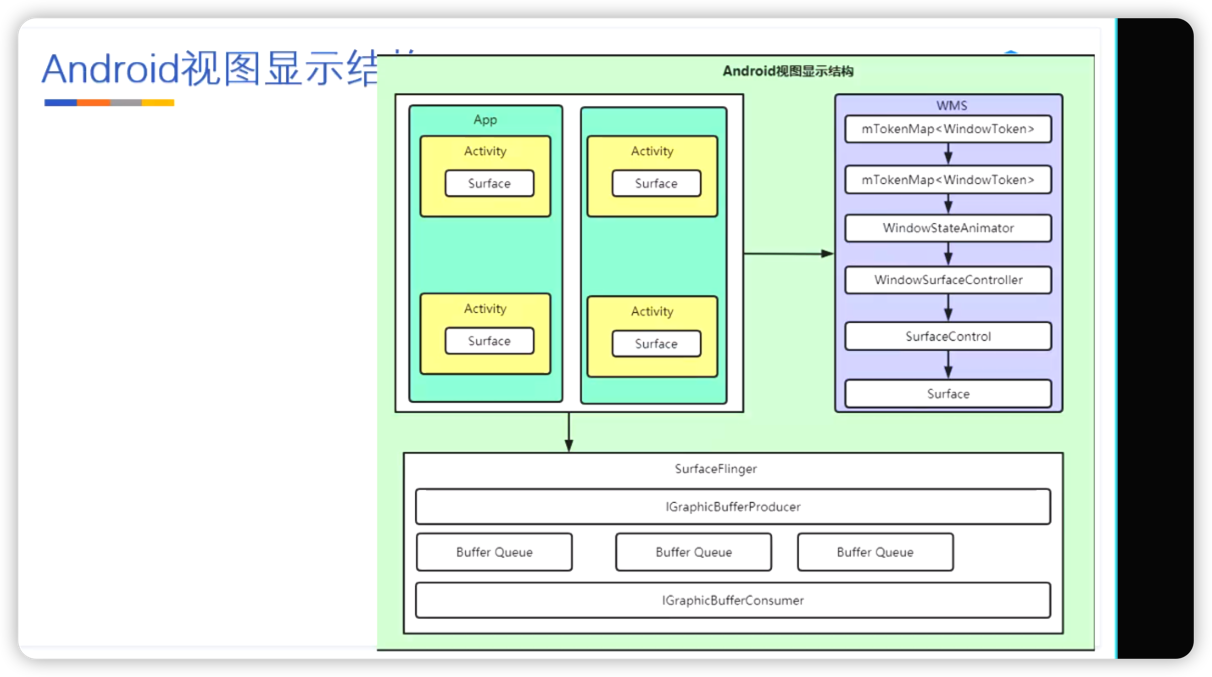 Android视图显示结
Android视图显示结构
App
Activity
Surface
Activity
Surface
Activity
Surface
Activity
Surface
WMS
mTokenMap<WindowToken>
mTokenMap<WindowToken>
WindowStateAnimator
WindowSurfaceController
SurfaceControl
Surface
SurfaceFlinger
IGraphicBufferProducer
Buffer Queue
Buffer Queue
Buffer Queue
IGraphicBufferConsumer